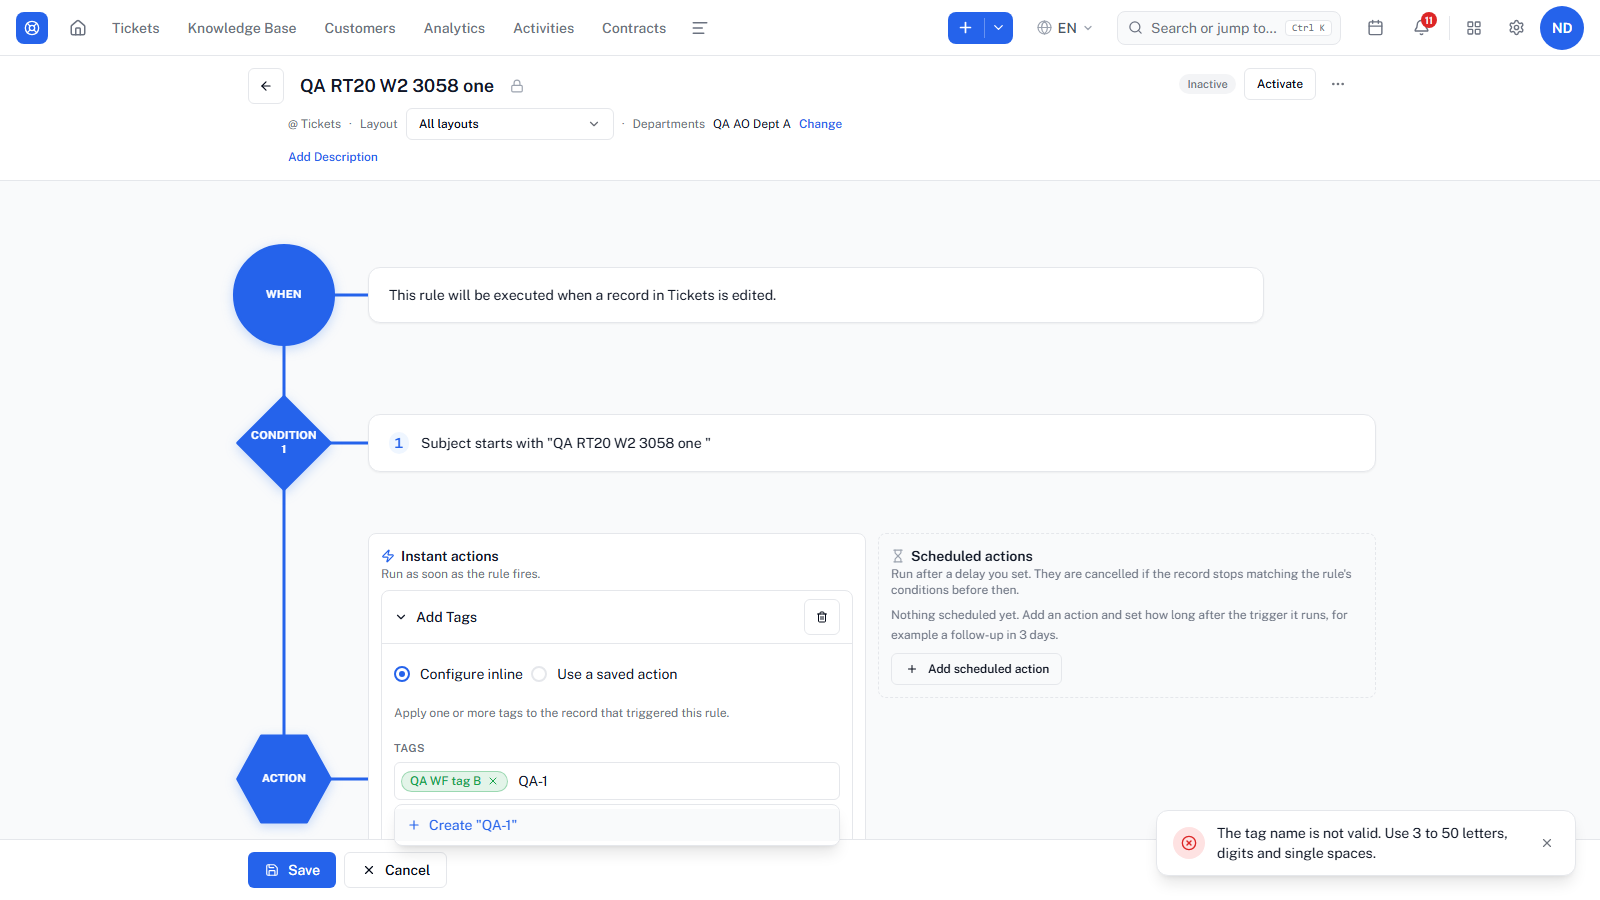 Tickets
Knowledge Base
Customers
Analytics
Activities
Contracts
EN
Search or jump to...
Ctrl K
11
ND
QA RT20 W2 3058 one
Inactive
Activate
@ Tickets · Layout
All layouts
· Departments QA AO Dept A Change
Add Description
WHEN
This rule will be executed when a record in Tickets is edited.
CONDITION
1
1 Subject starts with "QA RT20 W2 3058 one "
Instant actions
Run as soon as the rule fires.
Add Tags
Configure inline
Use a saved action
Apply one or more tags to the record that triggered this rule.
TAGS
QA WF tag B
QA-1
Create "QA-1"
Scheduled actions
Run after a delay you set. They are cancelled if the record stops matching the rule's
conditions before then.
Nothing scheduled yet. Add an action and set how long after the trigger it runs, for
example a follow-up in 3 days.
Add scheduled action
ACTION
Save
Cancel
The tag name is not valid. Use 3 to 50 letters,
digits and single spaces.